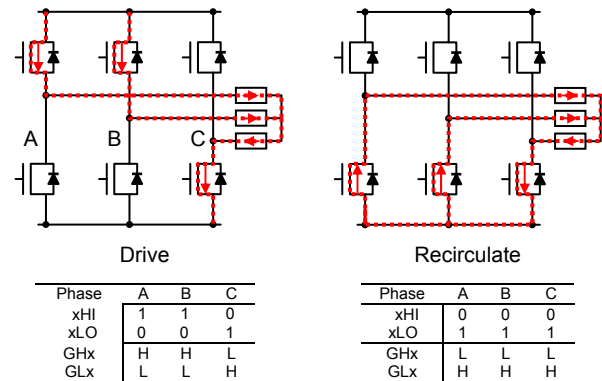 A B C
Drive
Recirculate
Phase A B C
xHI 1 1 0
xLO 0 0 1
GHx H H L
GLx L L H
Phase A B C
xHI 0 0 0
xLO 1 1 1
GHx L L L
GLx H H H